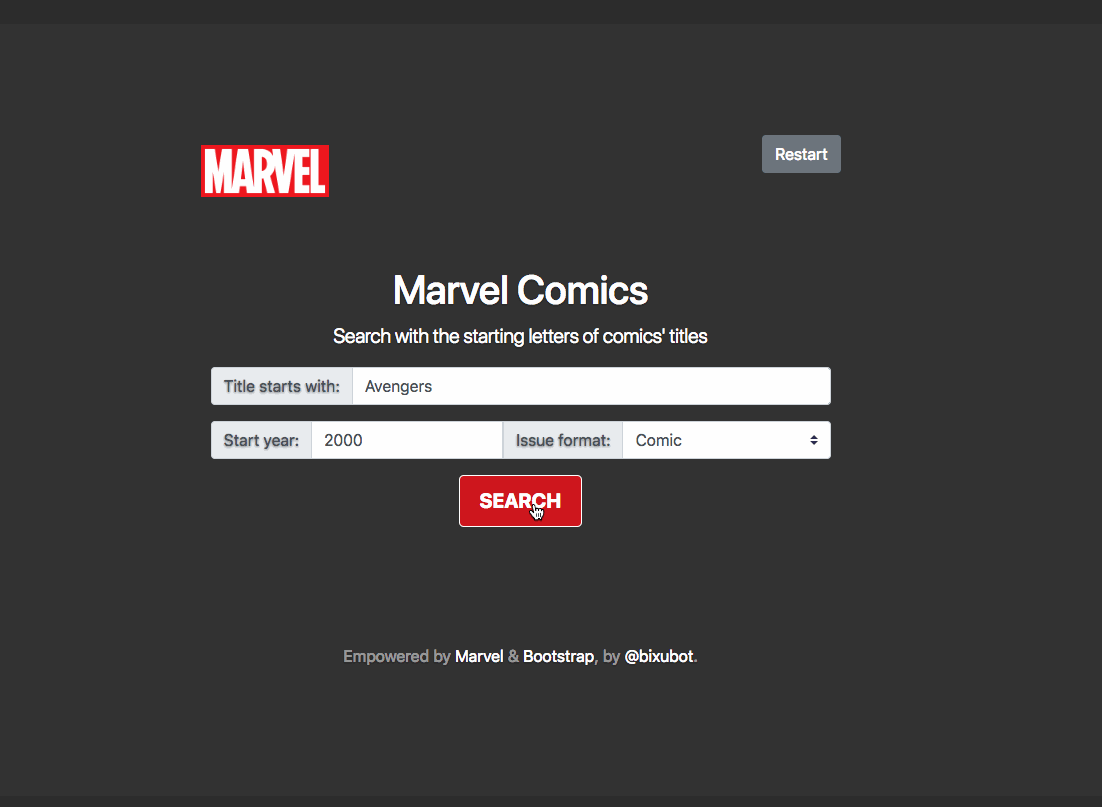 MARVEL
Restart
Marvel Comics
Search with the starting letters of comics' titles
Title starts with: Avengers
Start year: 2000 Issue format: Comic
SEARCH
Empowered by Marvel & Bootstrap, by @bixubot.